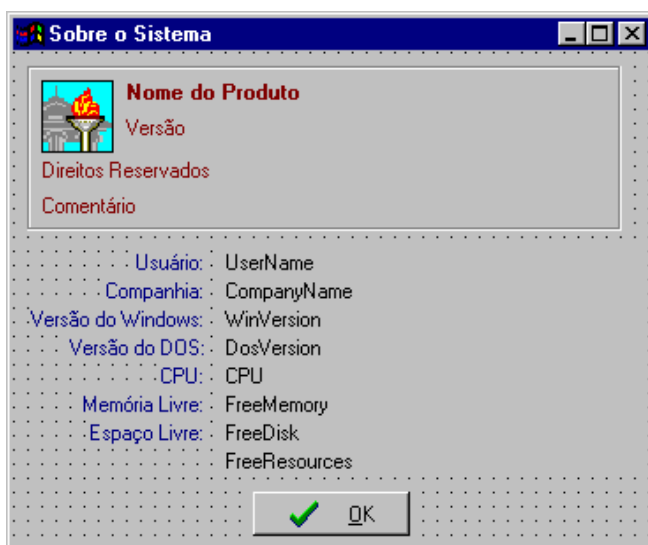 Sobre o Sistema
Nome do Produto
Versão
Direitos Reservados
Comentário
Usuário: UserName
Companhia: CompanyName
Versão do Windows: WinVersion
Versão do DOS: DosVersion
CPU: CPU
Memória Livre: FreeMemory
Espaço Livre: FreeDisk
FreeResources
OK